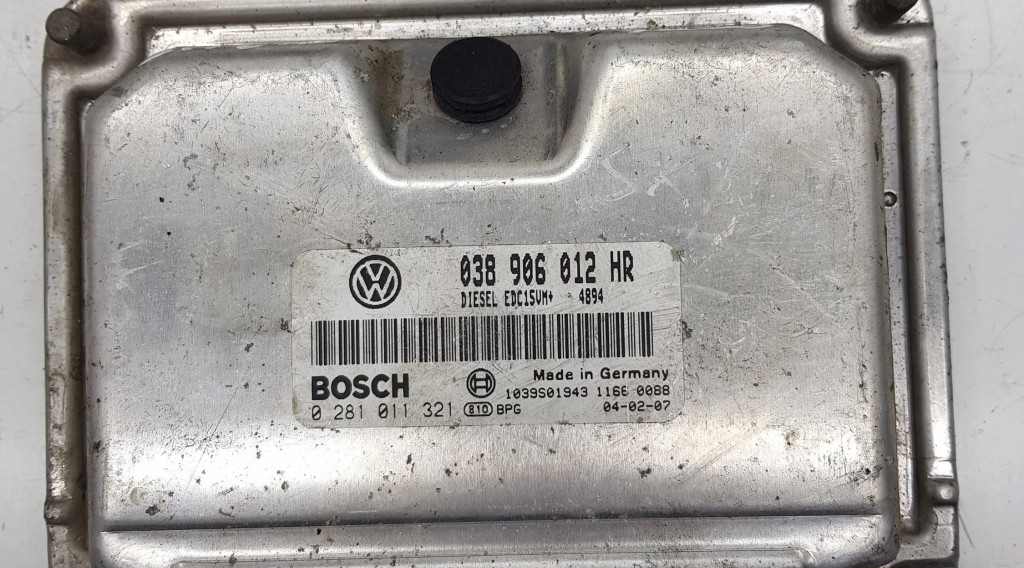 VW
038 906 012 HR
DIESEL EDC15VM+ 4894
BOSCH
Made in Germany
1039S01943 1166 0088
0 281 011 321 810 BPG 04-02-07